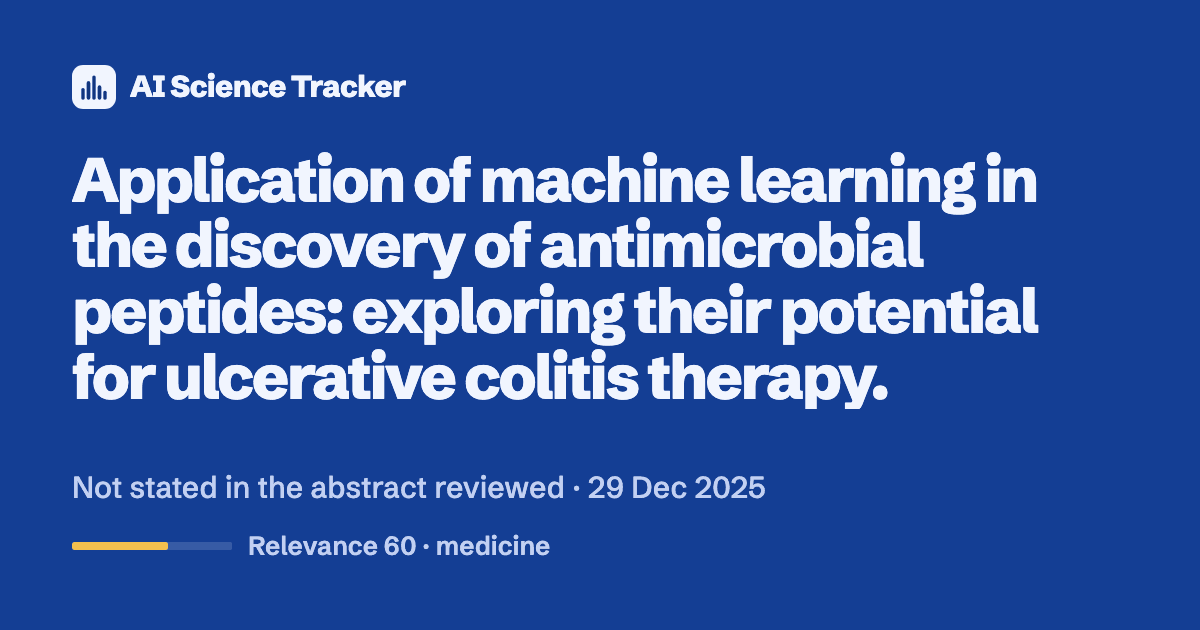 AI Science Tracker
Application of machine learning in
the discovery of antimicrobial
peptides: exploring their potential
for ulcerative colitis therapy.
Not stated in the abstract reviewed · 29 Dec 2025
Relevance 60 · medicine